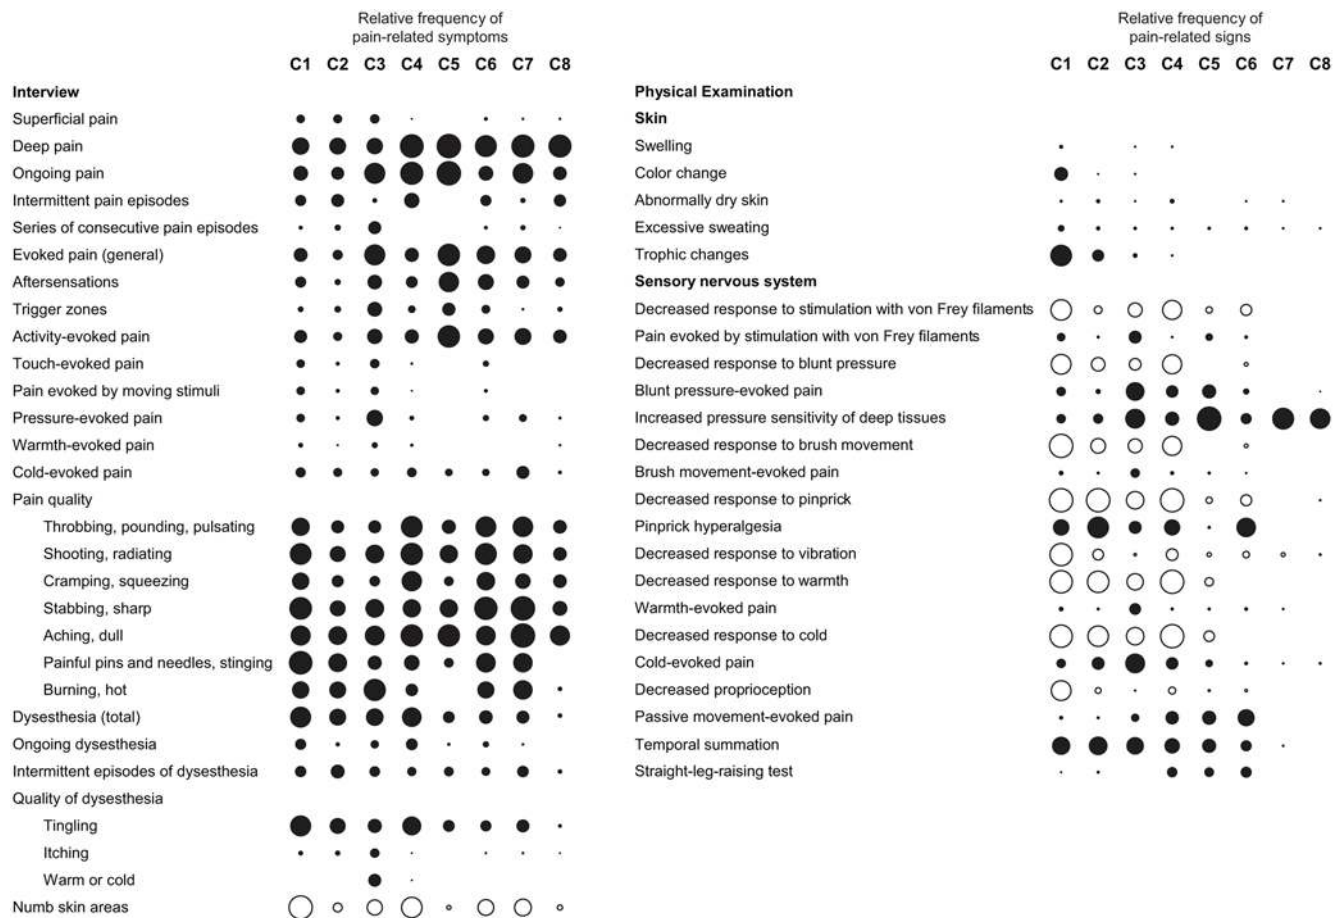 Relative frequency of
pain-related symptoms
C1 C2 C3 C4 C5 C6 C7 C8
Interview
Superficial pain
Deep pain
Ongoing pain
Intermittent pain episodes
Series of consecutive pain episodes
Evoked pain (general)
Aftersensations
Trigger zones
Activity-evoked pain
Touch-evoked pain
Pain evoked by moving stimuli
Pressure-evoked pain
Warmth-evoked pain
Cold-evoked pain
Pain quality
Throbbing, pounding, pulsating
Shooting, radiating
Cramping, squeezing
Stabbing, sharp
Aching, dull
Painful pins and needles, stinging
Burning, hot
Dysesthesia (total)
Ongoing dysesthesia
Intermittent episodes of dysesthesia
Quality of dysesthesia
Tingling
Itching
Warm or cold
Numb skin areas
Relative frequency of
pain-related signs
C1 C2 C3 C4 C5 C6 C7 C8
Physical Examination
Skin
Swelling
Color change
Abnormally dry skin
Excessive sweating
Trophic changes
Sensory nervous system
Decreased response to stimulation with von Frey filaments
Pain evoked by stimulation with von Frey filaments
Decreased response to blunt pressure
Blunt pressure-evoked pain
Increased pressure sensitivity of deep tissues
Decreased response to brush movement
Brush movement-evoked pain
Decreased response to pinprick
Pinprick hyperalgesia
Decreased response to vibration
Decreased response to warmth
Warmth-evoked pain
Decreased response to cold
Cold-evoked pain
Decreased proprioception
Passive movement-evoked pain
Temporal summation
Straight-leg-raising test